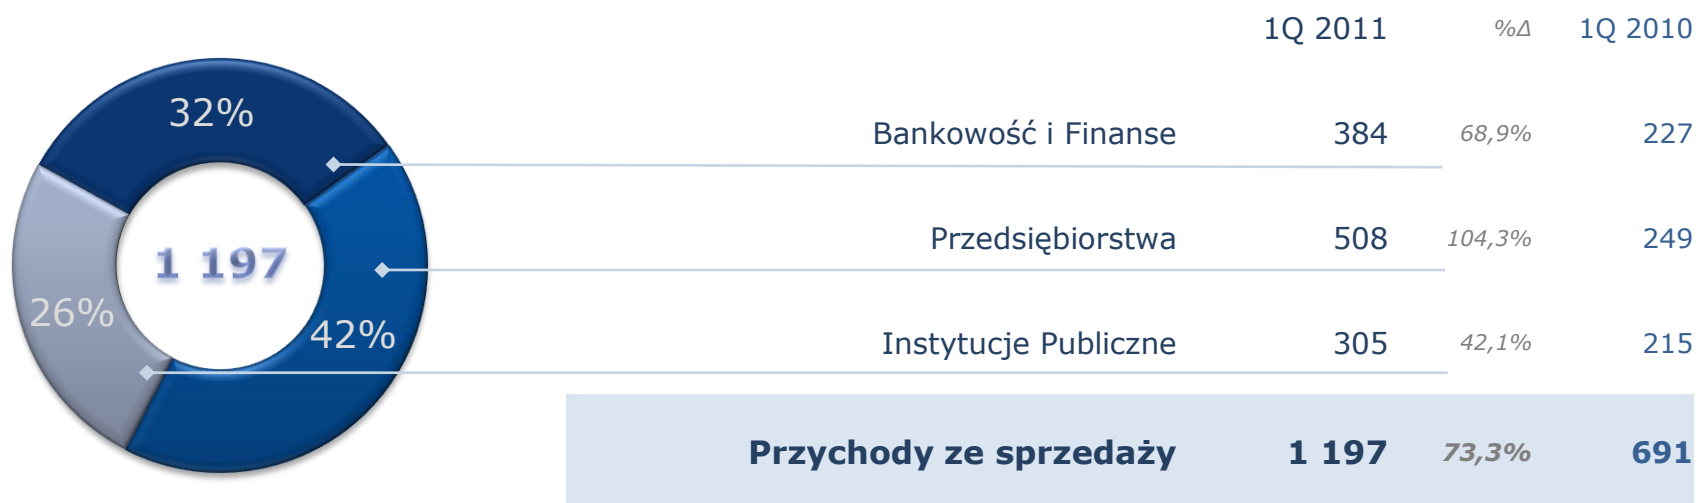 1Q 2011 %Δ 1Q 2010
32%
Bankowość i Finanse 384 68,9% 227
1 197
Przedsiębiorstwa 508 104,3% 249
26%
42%
Instytucje Publiczne 305 42,1% 215
Przychody ze sprzedaży 1 197 73,3% 691